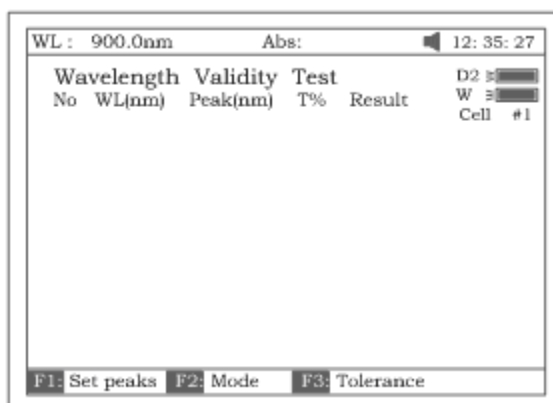 WL : 900.0nm Abs: 12: 35: 27
Wavelength Validity Test D2
No WL(nm) Peak(nm) T% Result W
Cell #1
F1: Set peaks F2: Mode F3: Tolerance